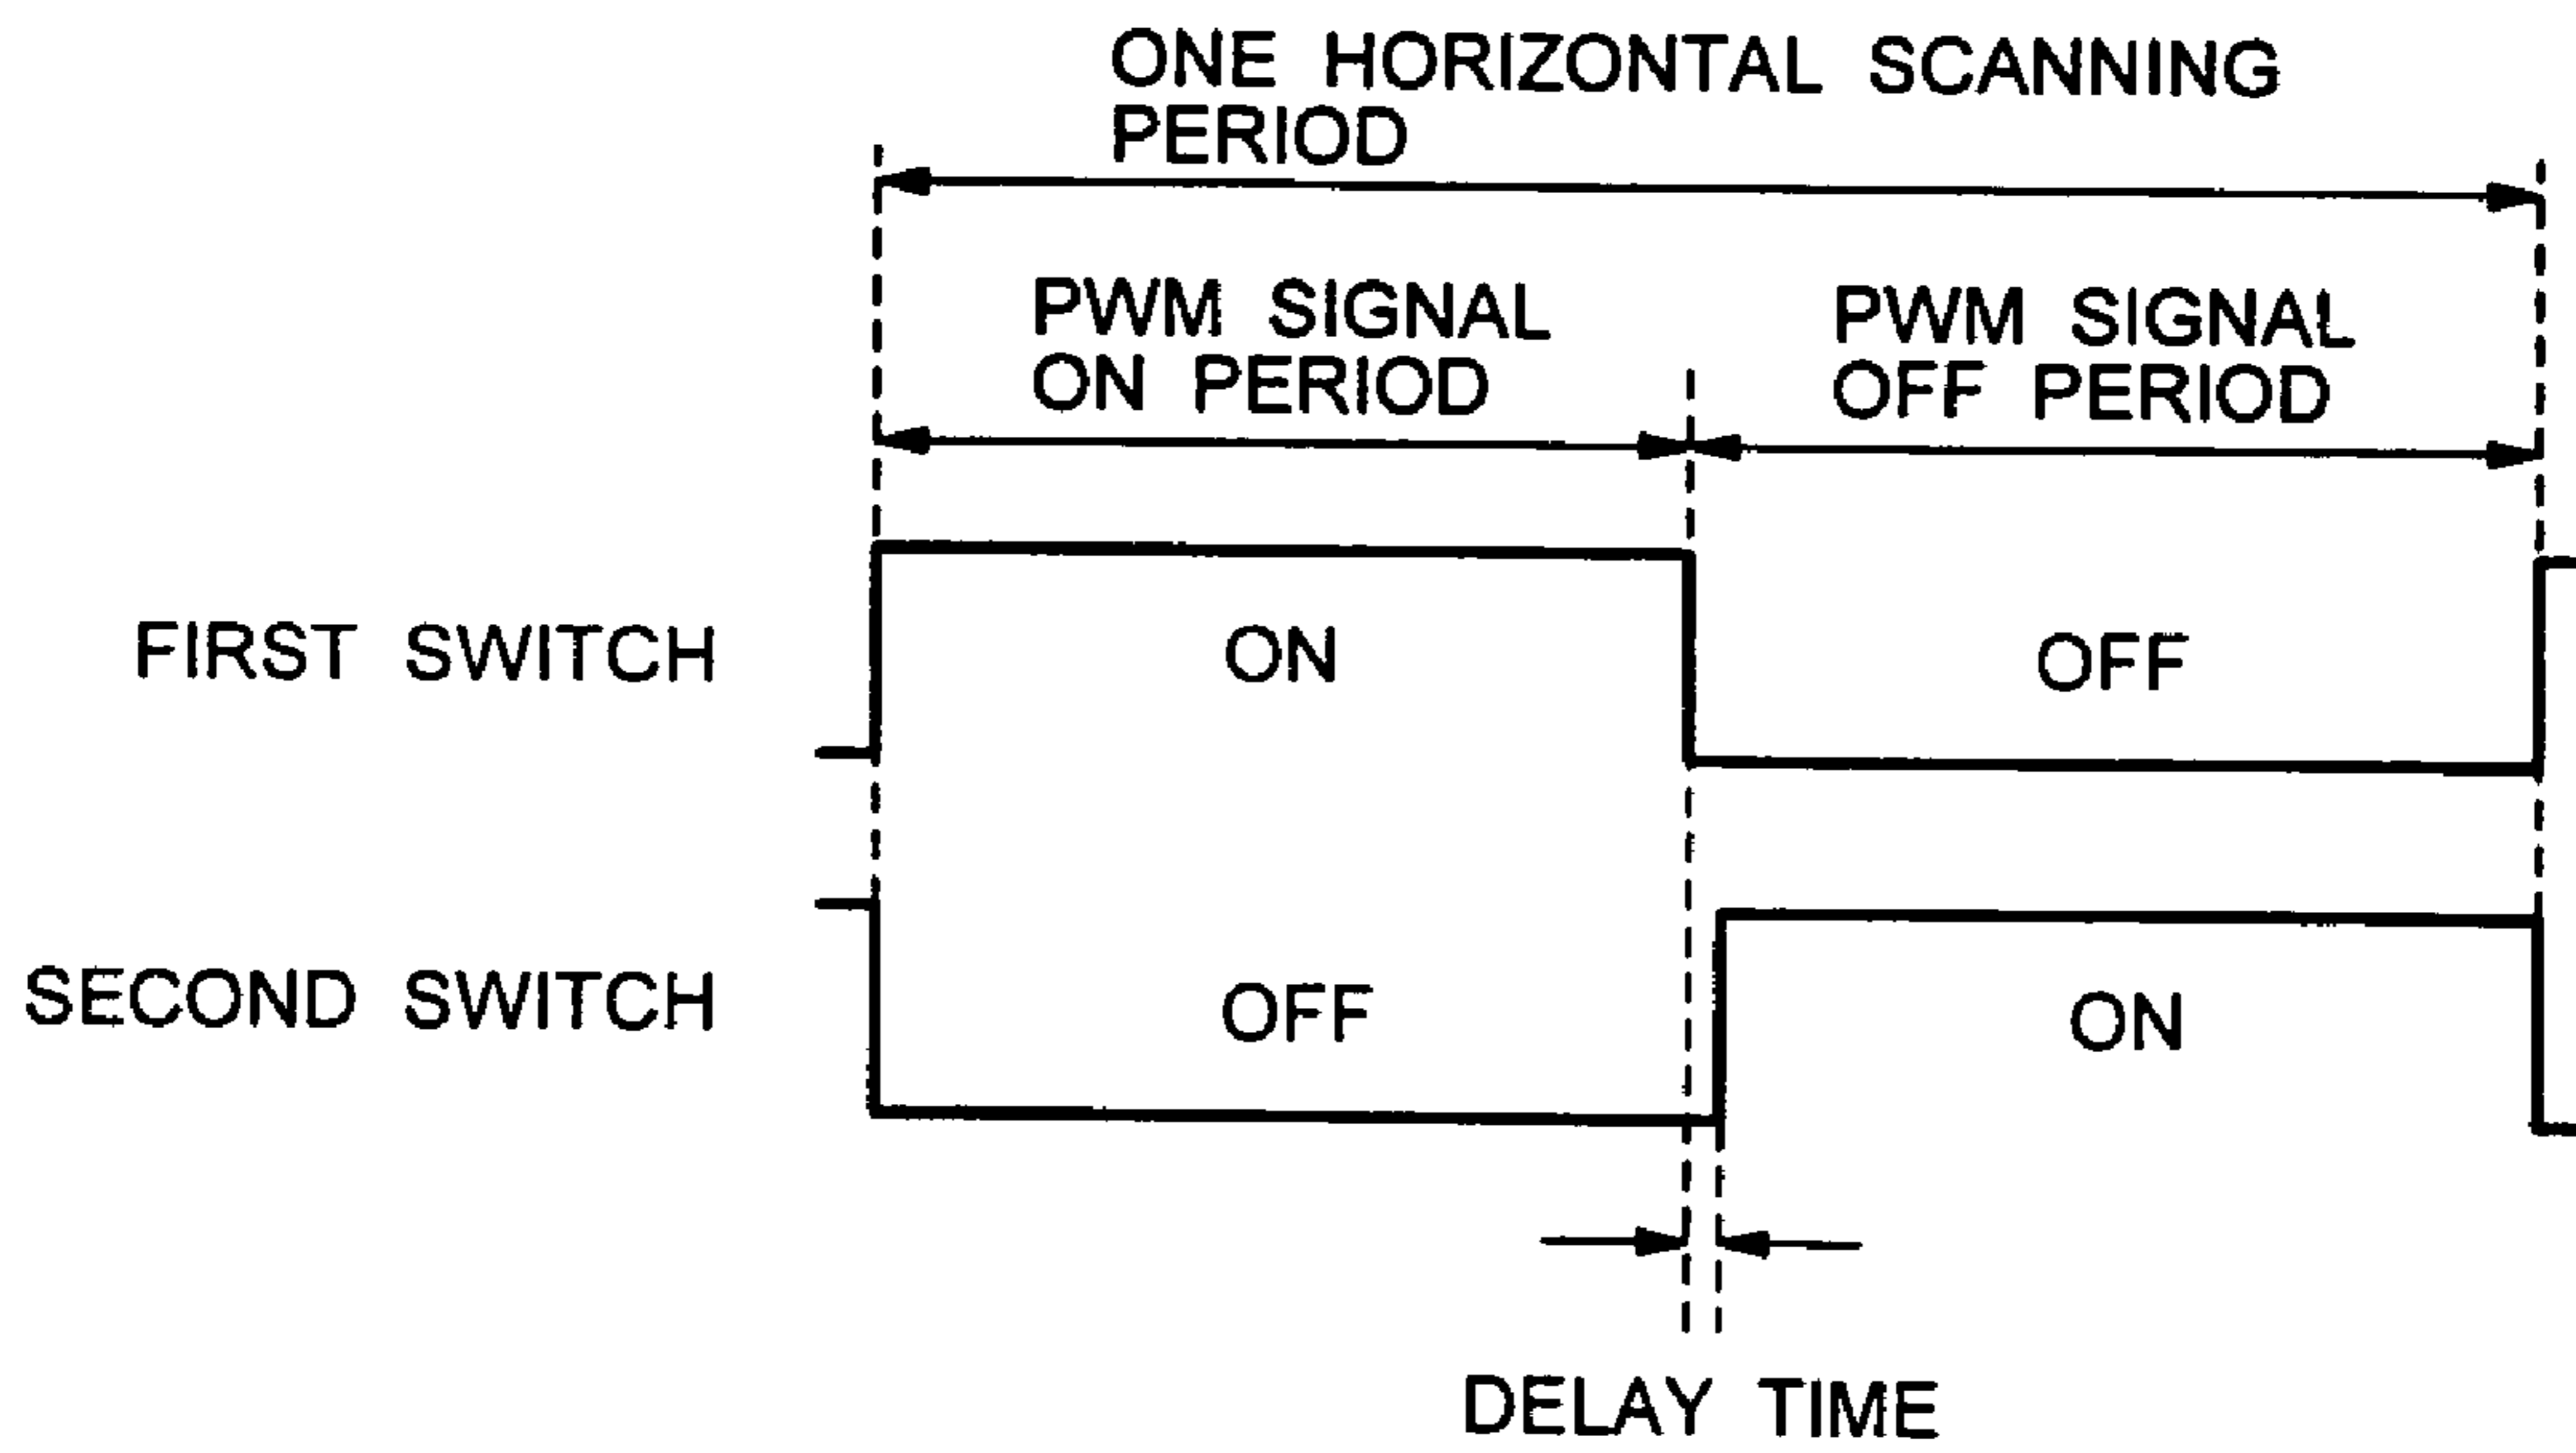 ONE HORIZONTAL SCANNING
PERIOD
PWM SIGNAL
ON PERIOD
PWM SIGNAL
OFF PERIOD
FIRST SWITCH
ON
OFF
SECOND SWITCH
OFF
ON
DELAY TIME